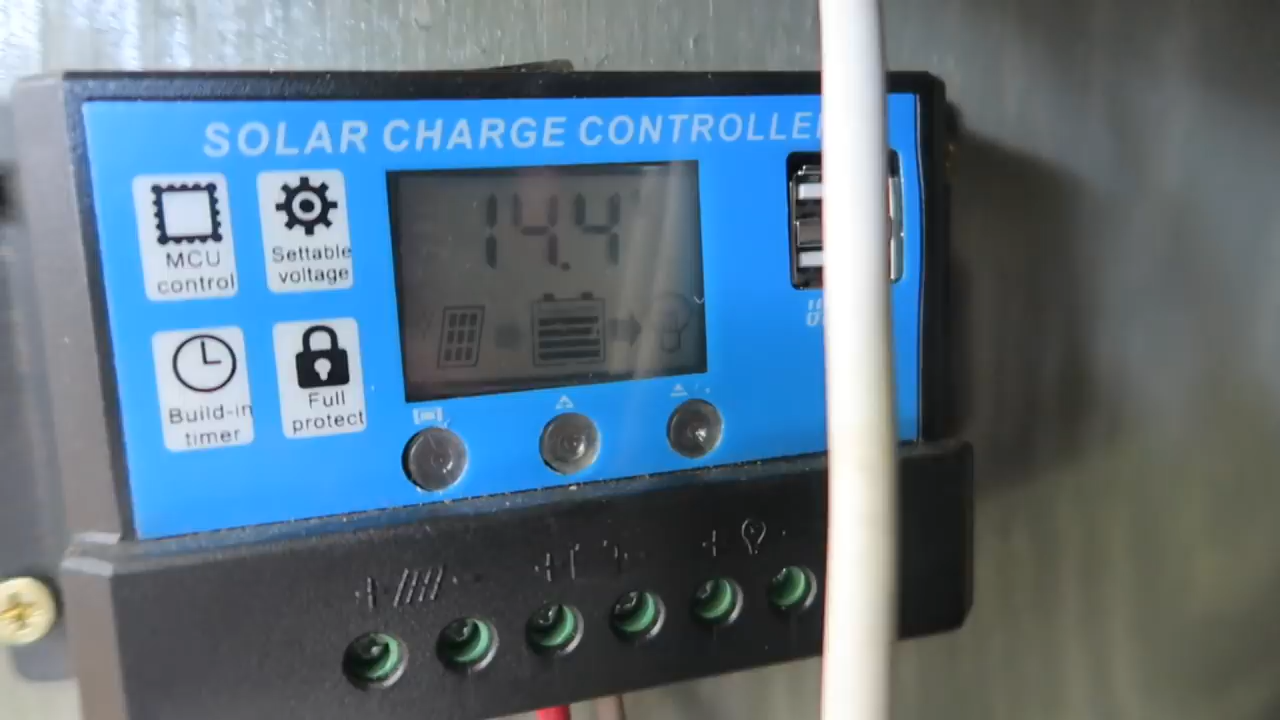 SOLAR CHARGE CONTROLLE
14.4
MCU
control
Settable
voltage
Build-in
timer
Full
protect